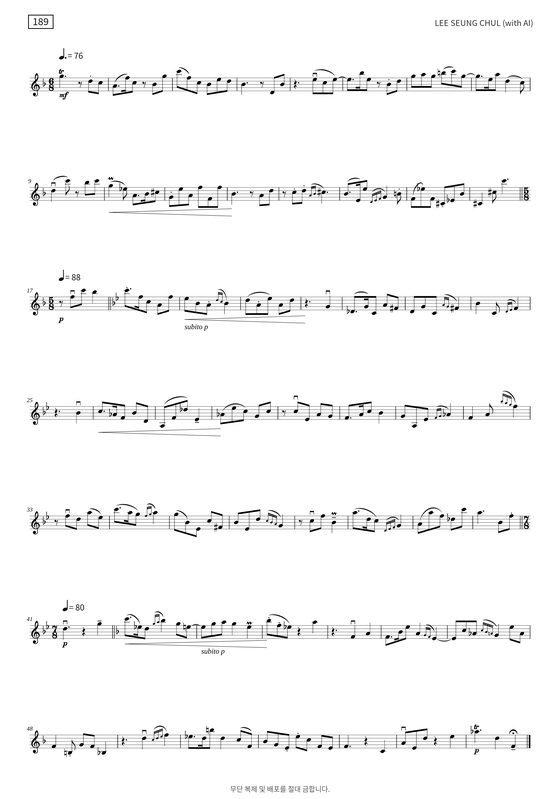 189
LEE SEUNG CHUL (with AI)
♩. = 76
mf
9
17
♩ = 88
p
subito p
25
33
41
♩ = 80
p
subito p
48
p
무단 복제 및 배포를 절대 금합니다.